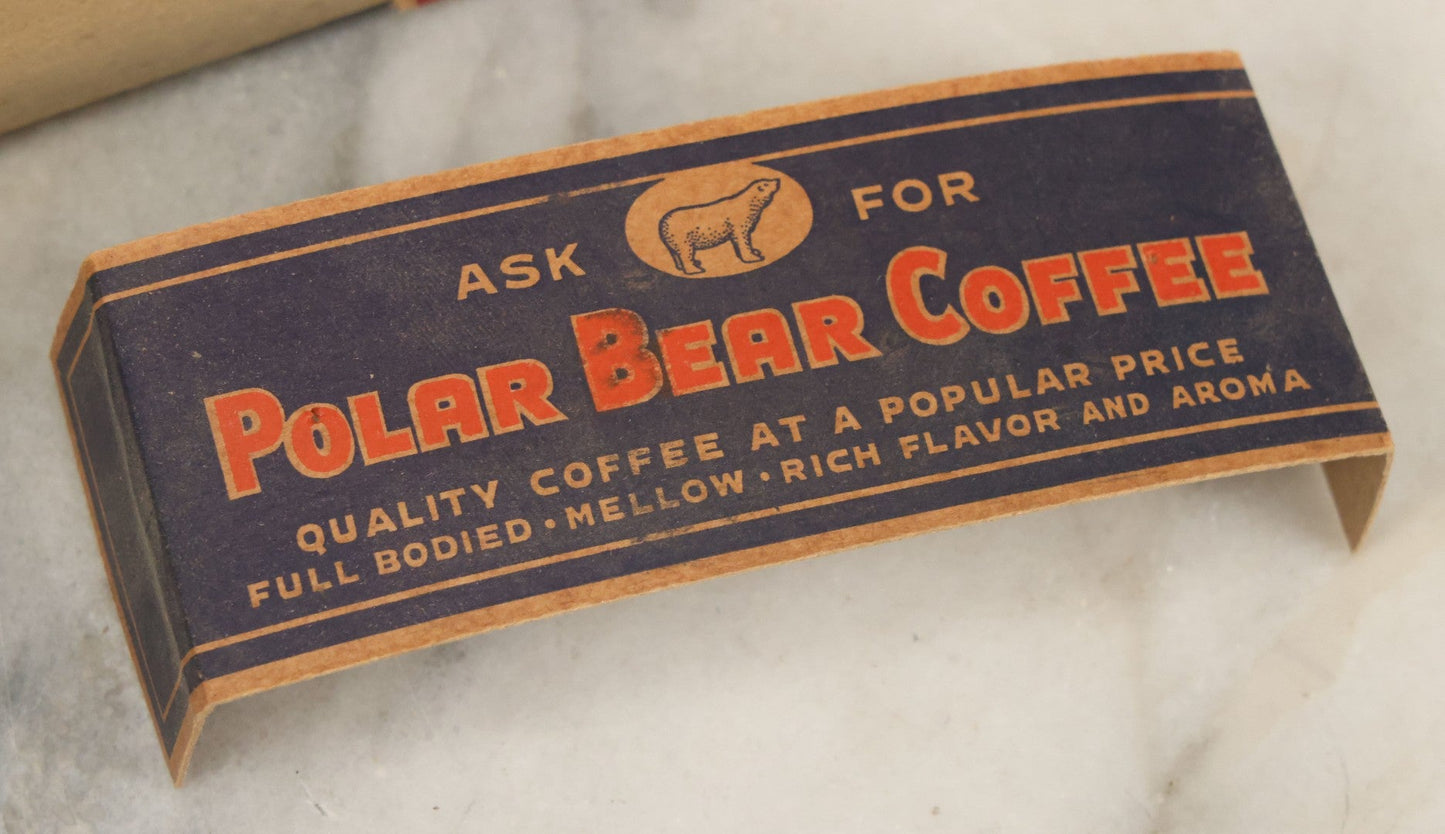 ASK FOR
POLAR BEAR COFFEE
QUALITY COFFEE AT A POPULAR PRICE
FULL BODIED • MELLOW • RICH FLAVOR AND AROMA